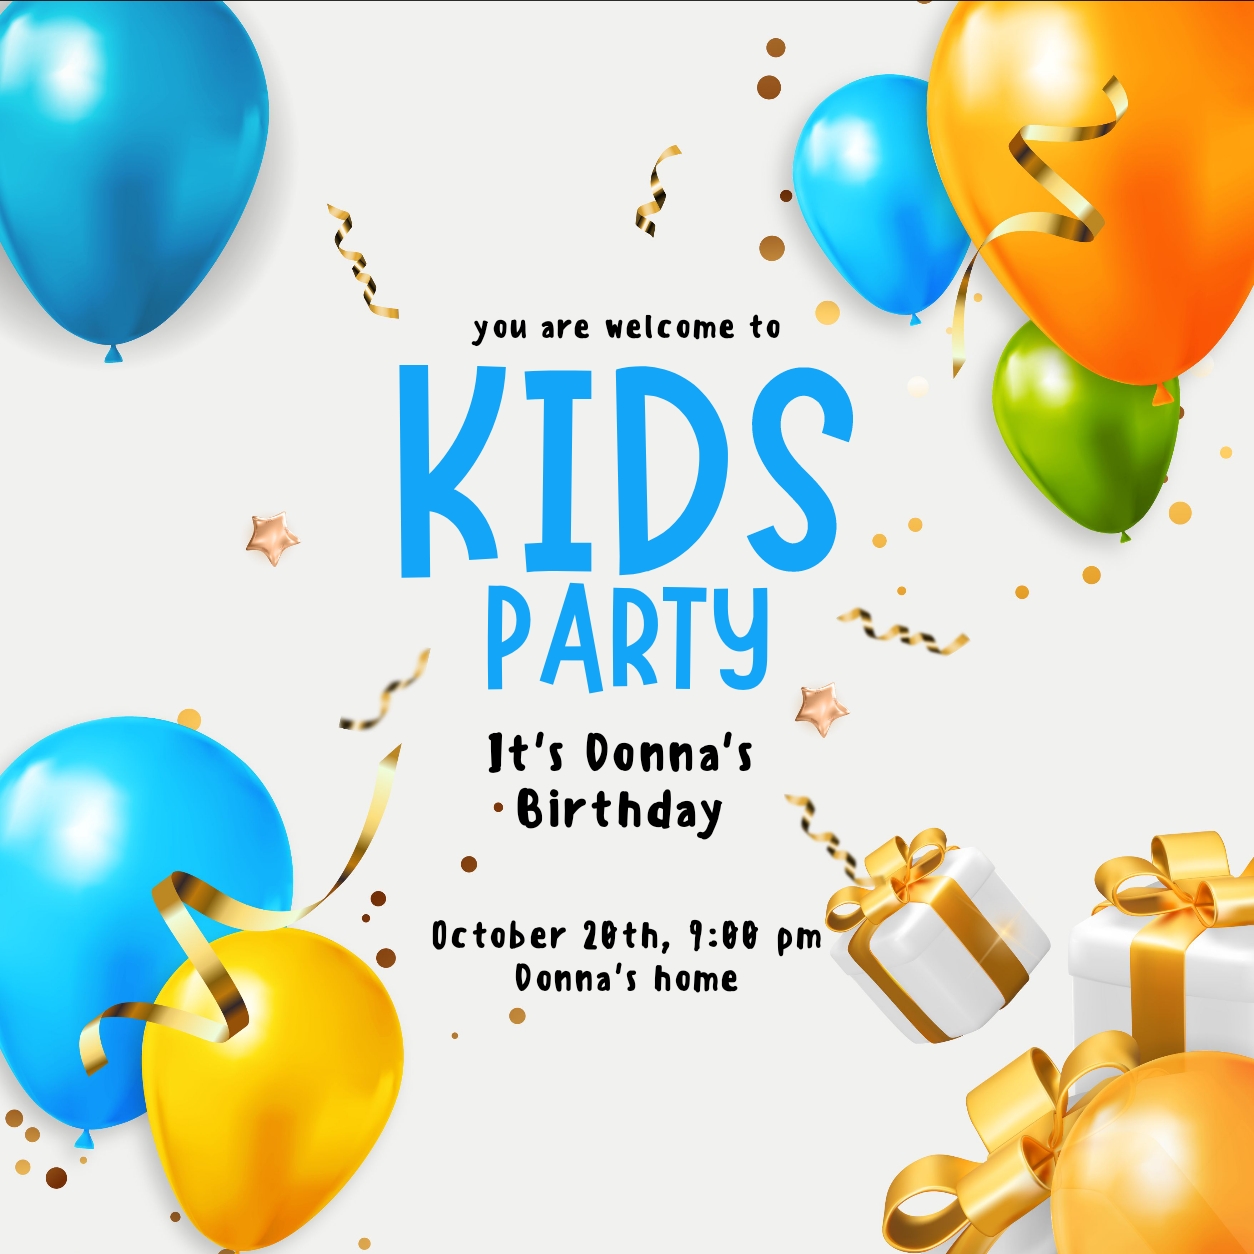 you are welcome to
KIDS
PARTY
It's Donna's
Birthday
October 20th, 9:00 pm
Donna's home